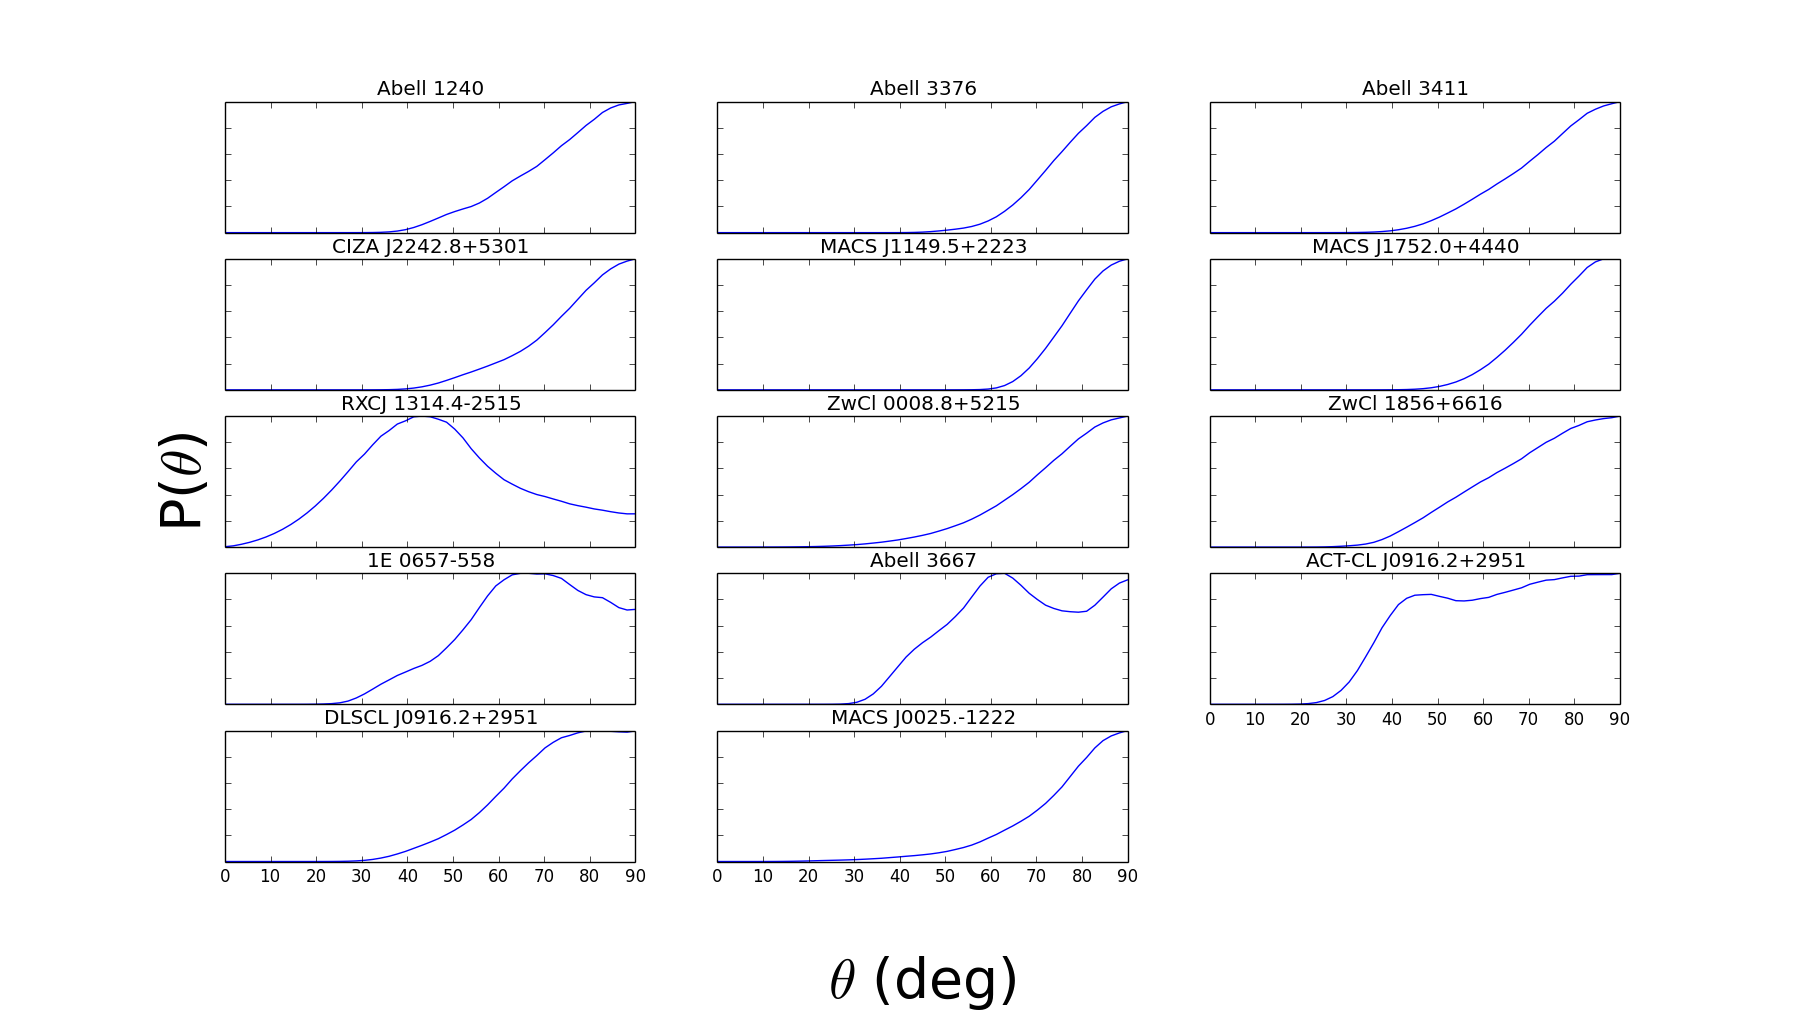 Abell 1240 Abell 3376 Abell 3411
CIZA J2242.8+5301 MACS J1149.5+2223 MACS J1752.0+4440
RXCJ 1314.4-2515 ZwCl 0008.8+5215 ZwCl 1856+6616
P(θ)
1E 0657-558 Abell 3667 ACT-CL J0916.2+2951
0 10 20 30 40 50 60 70 80 90
DLSCL J0916.2+2951 MACS J0025.-1222
0 10 20 30 40 50 60 70 80 90 0 10 20 30 40 50 60 70 80 90
θ (deg)